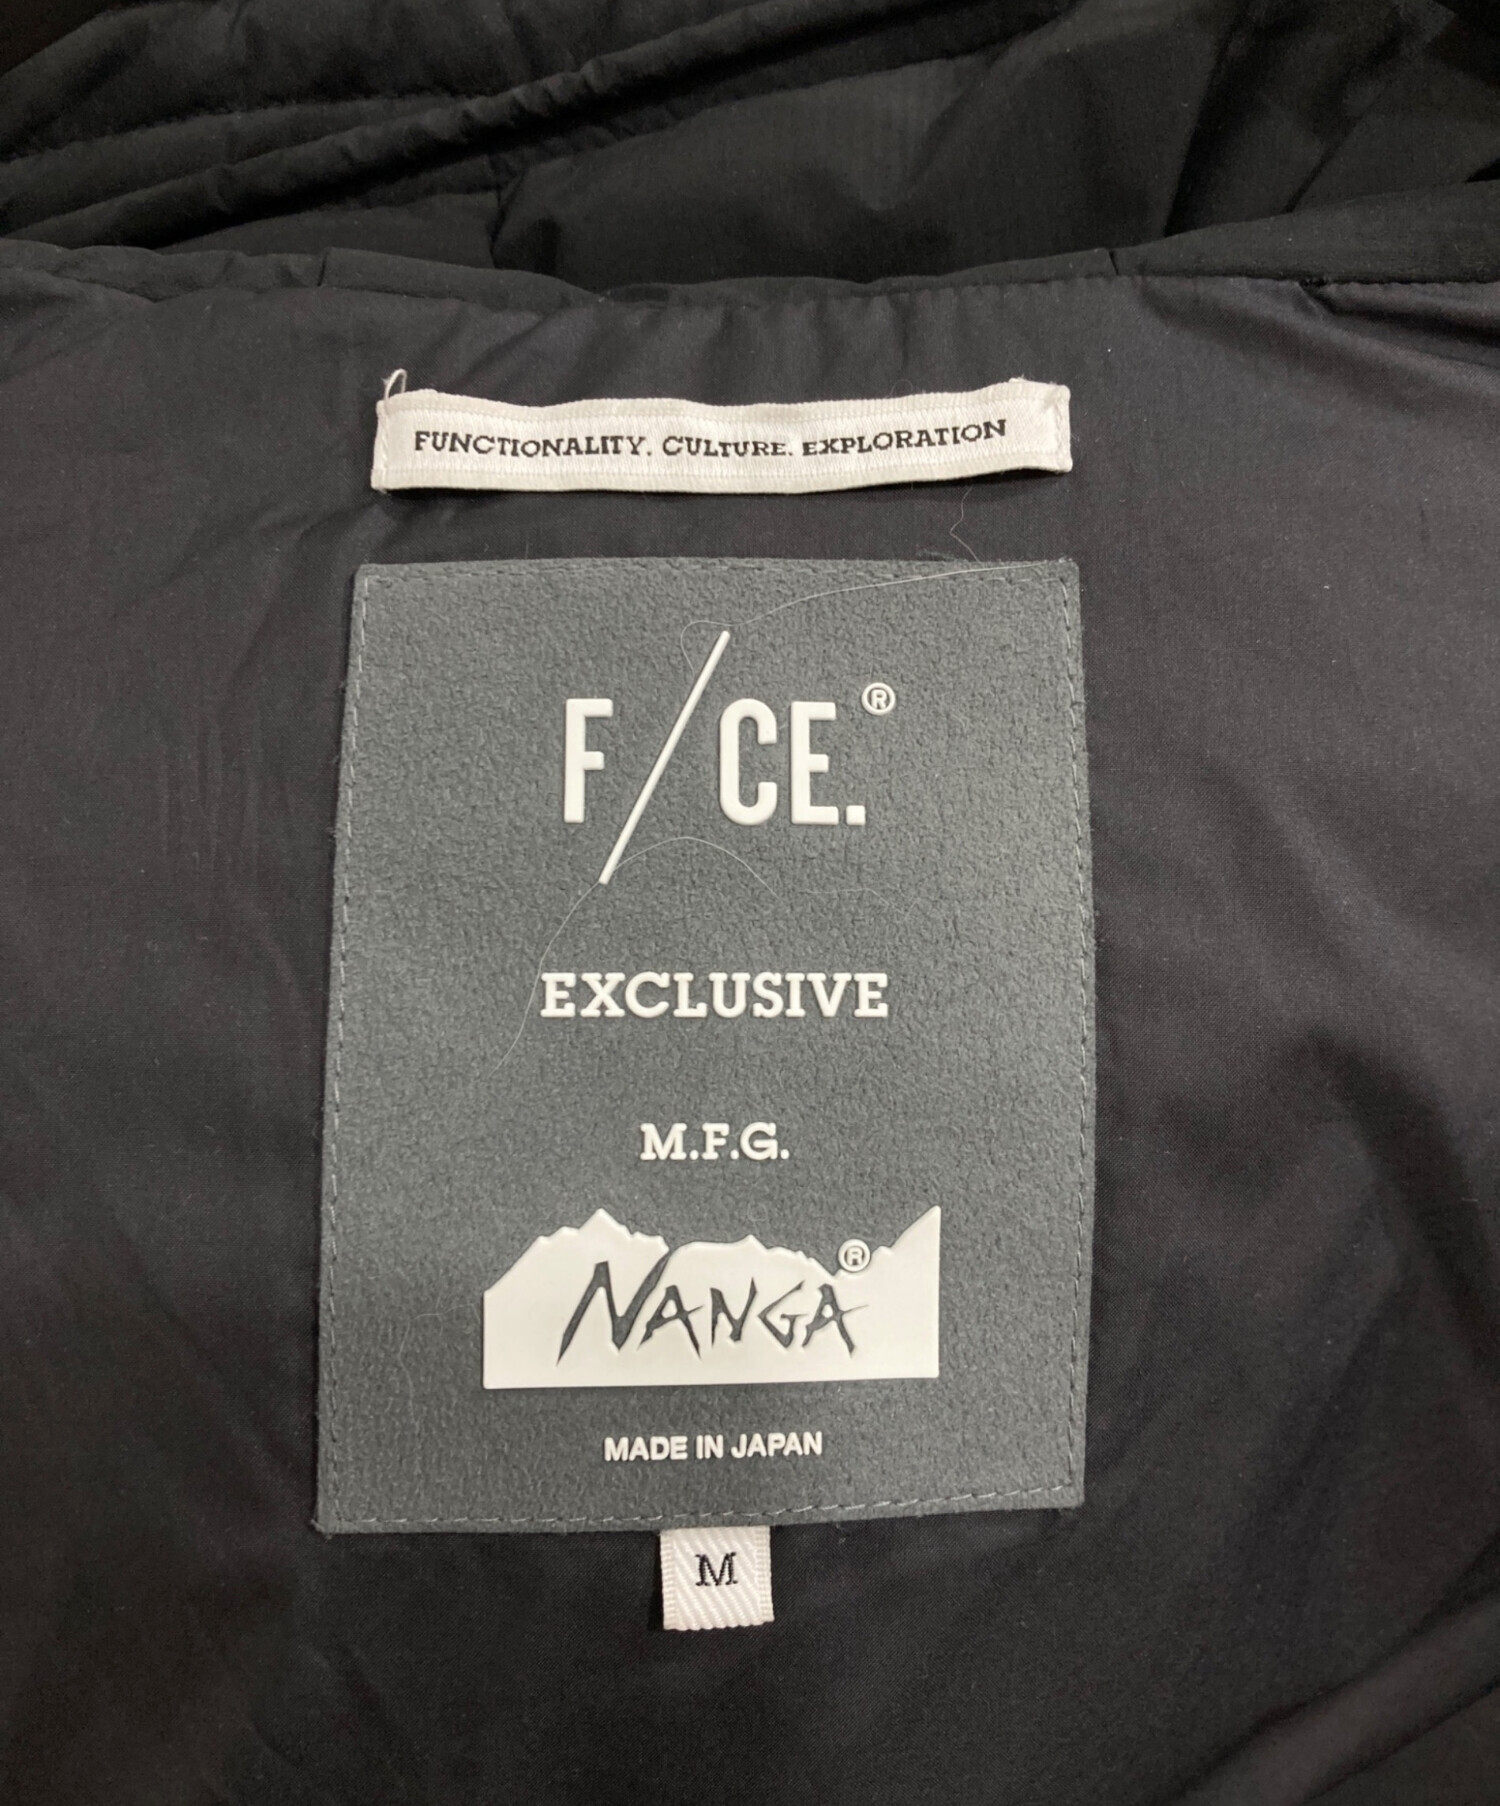 FUNCTIONALITY. CULTURE. EXPLORATION
F/CE.®
EXCLUSIVE
M.F.G.
NANGA®
MADE IN JAPAN
M